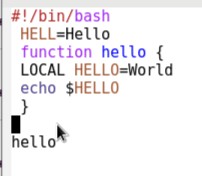 #!/bin/bash
HELL=Hello
function hello {
LOCAL HELLO=World
echo $HELLO
}
hello